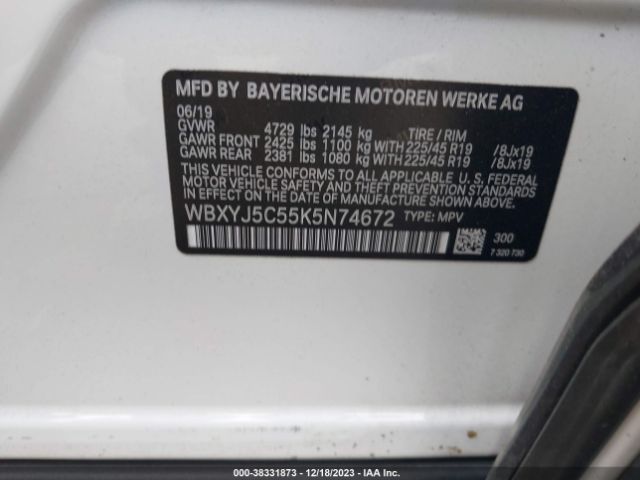 MFD BY BAYERISCHE MOTOREN WERKE AG
06/19
GVWR 4729 lbs 2145 kg TIRE / RIM
GAWR FRONT 2425 lbs 1100 kg WITH 225/45 R19 /8Jx19
GAWR REAR 2381 lbs 1080 kg WITH 225/45 R19 /8Jx19
THIS VEHICLE CONFORMS TO ALL APPLICABLE U. S. FEDERAL
MOTOR VEHICLE SAFETY STANDARDS
IN EFFECT ON THE DATE OF MANUFACTURE SHOWN ABOVE.
WBXYJ5C55K5N74672 TYPE: MPV
300
7 320 730
000-38331873 - 12/18/2023 - IAA Inc.